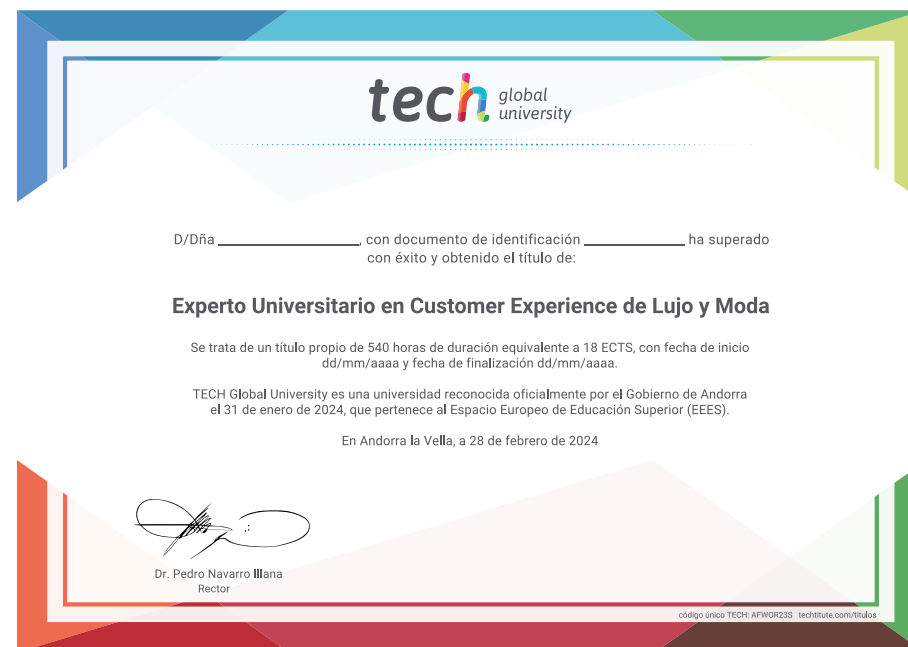 tech global
university
D/Dña ____________, con documento de identificación ____________ ha superado
con éxito y obtenido el título de:
Experto Universitario en Customer Experience de Lujo y Moda
Se trata de un título propio de 540 horas de duración equivalente a 18 ECTS, con fecha de inicio
dd/mm/aaaa y fecha de finalización dd/mm/aaaa.
TECH Global University es una universidad reconocida oficialmente por el Gobierno de Andorra
el 31 de enero de 2024, que pertenece al Espacio Europeo de Educación Superior (EEES).
En Andorra la Vella, a 28 de febrero de 2024
Dr. Pedro Navarro Illana
Rector
código único TECH: AFWOR23S techtitute.com/titulos